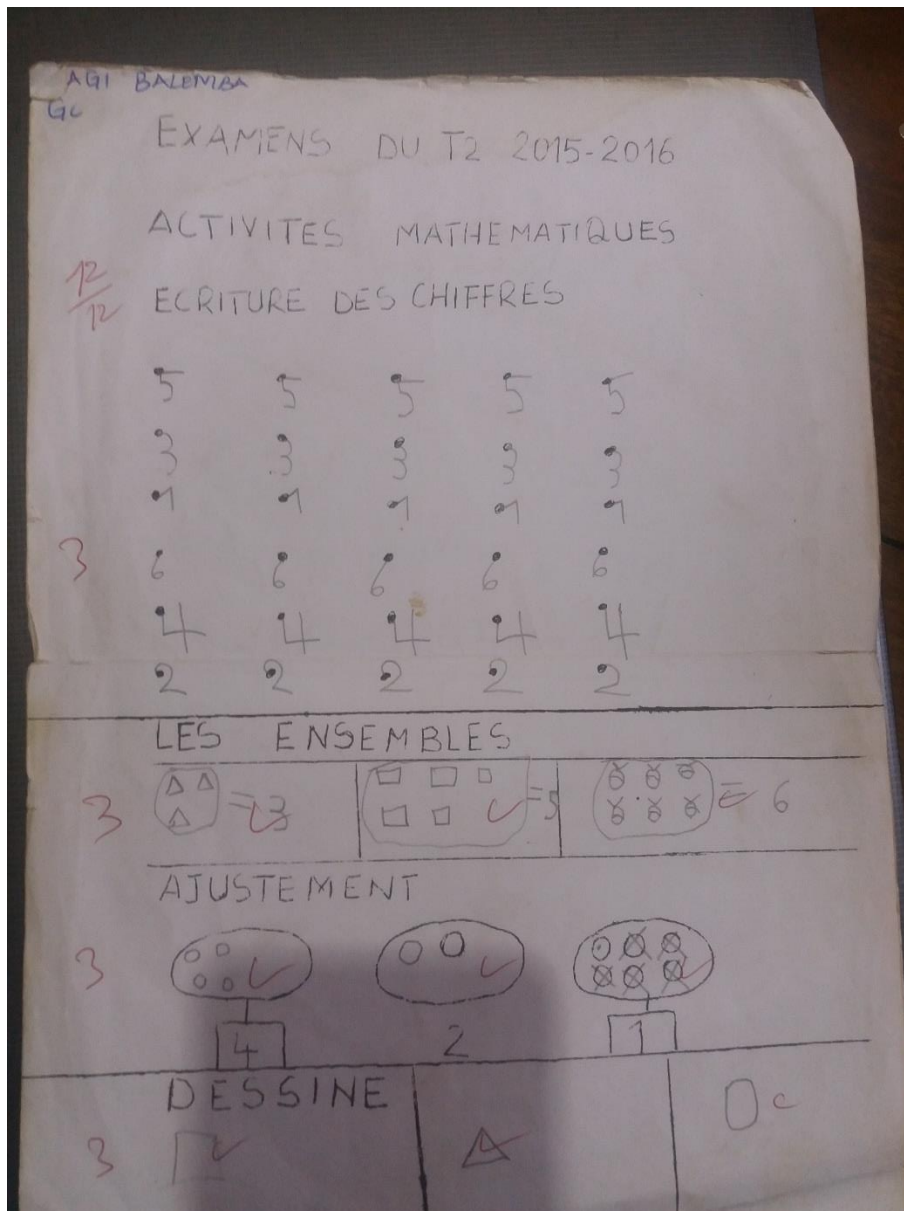 AGI BALEMBA
Gc
EXAMENS DU T2 2015-2016
ACTIVITES MATHEMATIQUES
12/12 ECRITURE DES CHIFFRES
5 5 5 5 5
3 3 3 3 3
1 1 1 1 1
3 6 6 6 6 6
4 4 4 4 4
2 2 2 2 2
LES ENSEMBLES
3 = 3 = 5 = 6
AJUSTEMENT
3
4 2 1
DESSINE
3